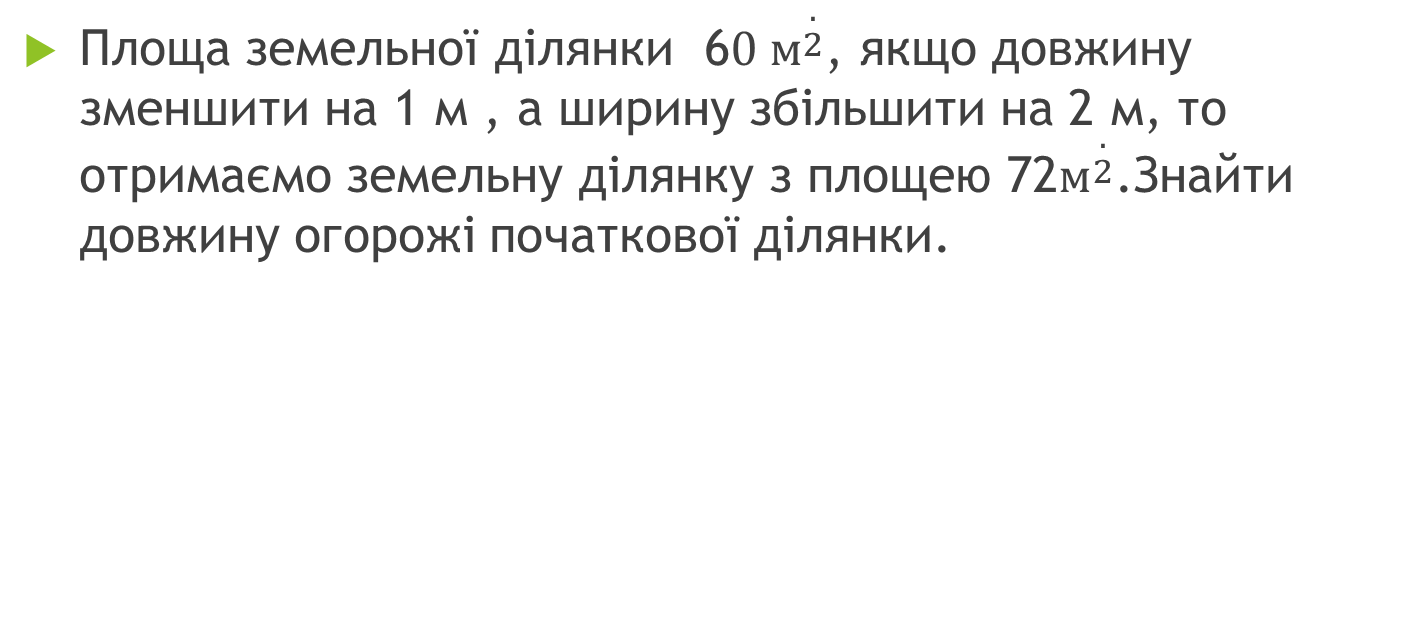 Площа земельної ділянки 60 м², якщо довжину
зменшити на 1 м , а ширину збільшити на 2 м, то
отримаємо земельну ділянку з площею 72м².Знайти
довжину огорожі початкової ділянки.